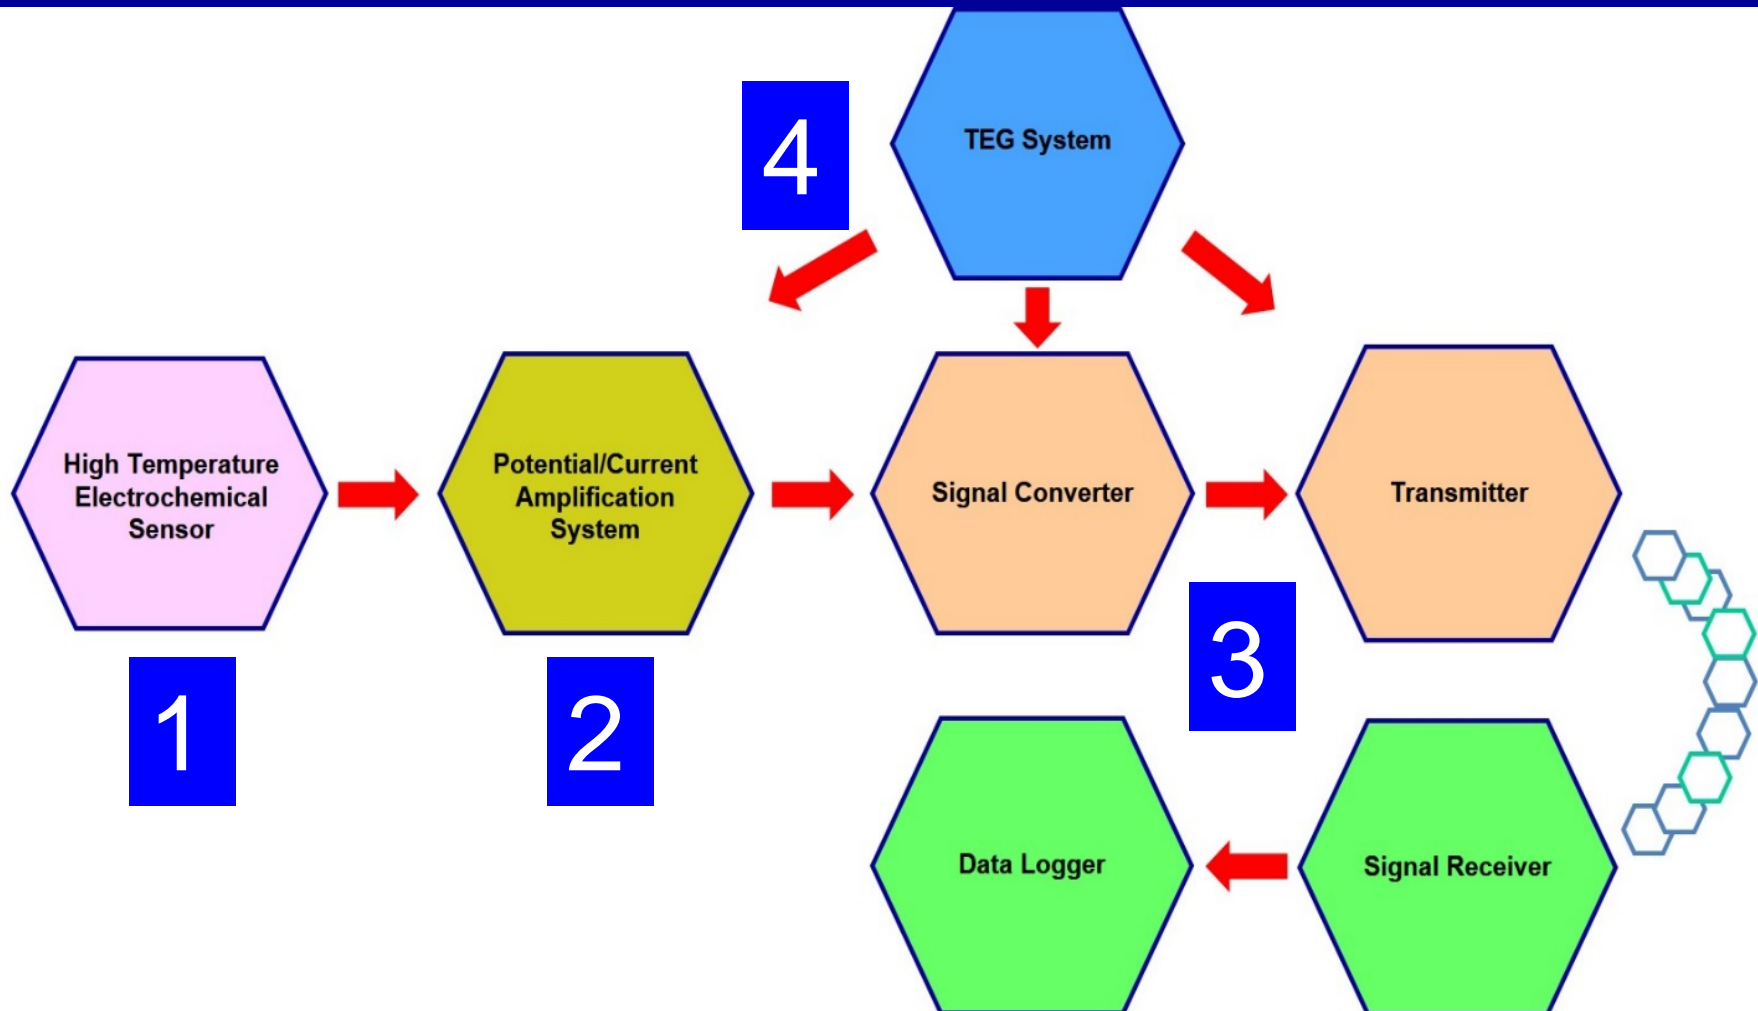 4
TEG System
High Temperature
Electrochemical
Sensor
Potential/Current
Amplification
System
Signal Converter
Transmitter
1
2
3
Data Logger
Signal Receiver